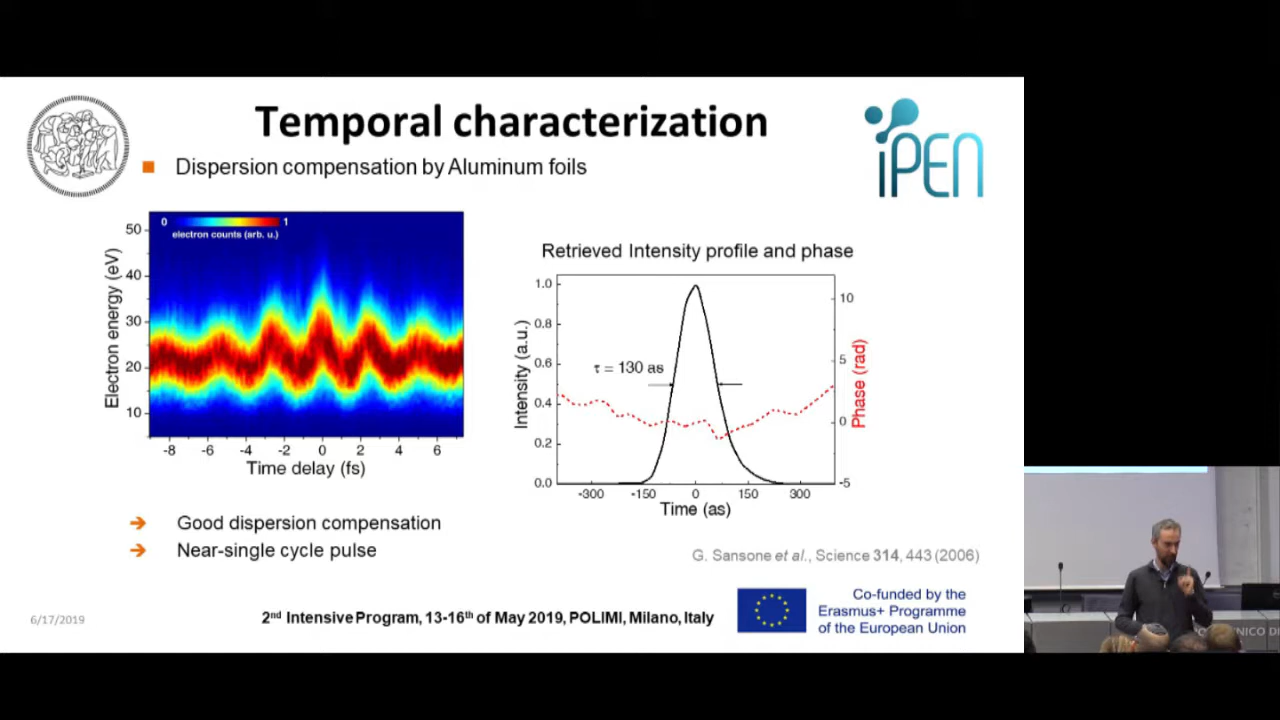 Temporal characterization
Dispersion compensation by Aluminum foils
iPEN
0 1
electron counts (arb. u.)
50
40
30
20
10
Electron energy (eV)
-8 -6 -4 -2 0 2 4 6
Time delay (fs)
Retrieved Intensity profile and phase
1.0
0.8
0.6
0.4
0.2
0.0
Intensity (a.u.)
τ = 130 as
10
5
0
-5
Phase (rad)
-300 -150 0 150 300
Time (as)
Good dispersion compensation
Near-single cycle pulse
G. Sansone et al., Science 314, 443 (2006)
6/17/2019
2nd Intensive Program, 13-16th of May 2019, POLIMI, Milano, Italy
Co-funded by the
Erasmus+ Programme
of the European Union